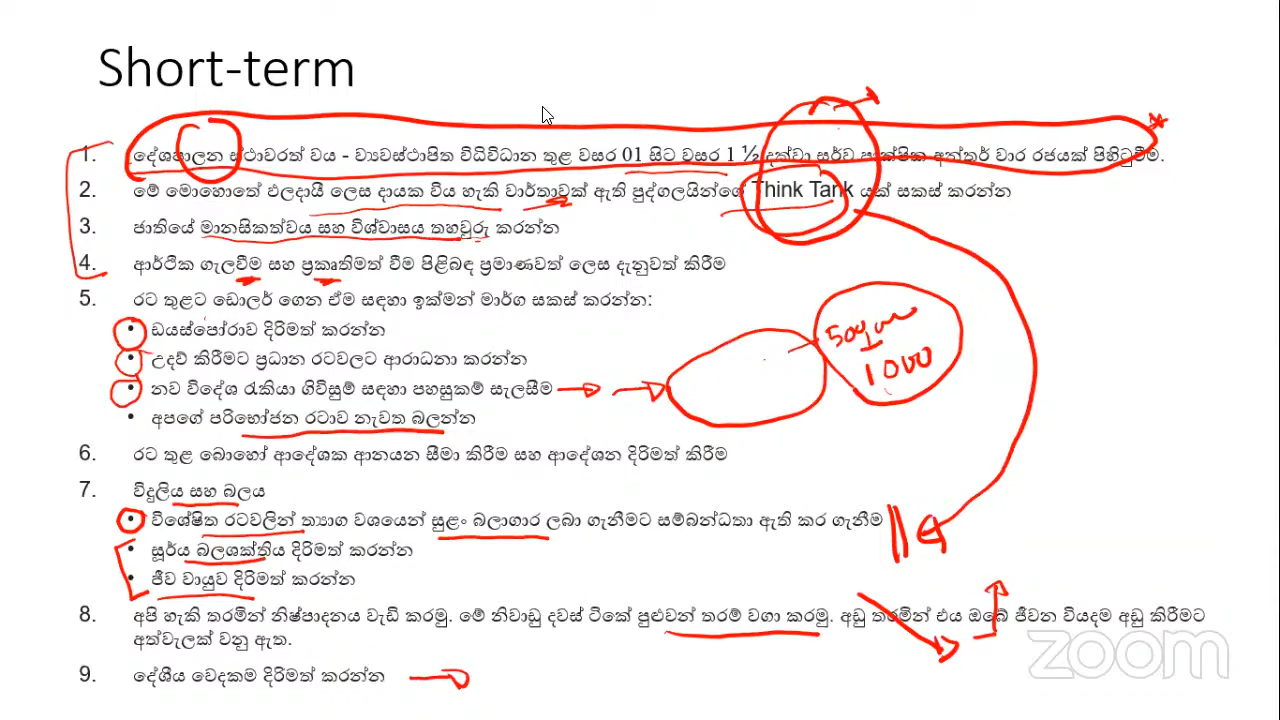 Short-term
1. දේශපාලන ස්ථාවරත් වය - ව්‍යවස්ථාපිත විධිවිධාන තුළ වසර 01 සිට වසර 1 ½ දක්වා සර්ව පාක්ෂික අන්තර් වාර රජයක් පිහිටුවීම.
2. මේ මොහොතේ ඵලදායී ලෙස දායක විය හැකි වාර්තාවක් ඇති පුද්ගලයින්ගේ Think Tank යක් සකස් කරන්න
3. ජාතියේ මානසිකත්වය සහ විශ්වාසය තහවුරු කරන්න
4. ආර්ථික ගැලවීම සහ ප්‍රකෘතිමත් වීම පිළිබඳ ප්‍රමාණවත් ලෙස දැනුවත් කිරීම
5. රට තුළට ඩොලර් ගෙන ඒම සඳහා ඉක්මන් මාර්ග සකස් කරන්න:
• ඩයස්පෝරාව දිරිමත් කරන්න
• උදව් කිරීමට ප්‍රධාන රටවලට ආරාධනා කරන්න
• නව විදේශ රැකියා ගිවිසුම් සඳහා පහසුකම් සැලසීම
• අපගේ පරිභෝජන රටාව නැවත බලන්න
1000
6. රට තුළ බොහෝ ආදේශක ආනයන සීමා කිරීම සහ ආදේශන දිරිමත් කිරීම
7. විදුලිය සහ බලය
• විශේෂිත රටවලින් ත්‍යාග වශයෙන් සුළං බලාගාර ලබා ගැනීමට සම්බන්ධතා ඇති කර ගැනීම
• සූර්ය බලශක්තිය දිරිමත් කරන්න
• ජීව වායුව දිරිමත් කරන්න
8. අපි හැකි තරමින් නිෂ්පාදනය වැඩි කරමු. මේ නිවාඩු දවස් ටිකේ පුළුවන් තරම් වගා කරමු. අඩු තරමින් එය ඔබේ ජීවන වියදම අඩු කිරීමට
අත්වැලක් වනු ඇත.
9. දේශීය වෙදකම දිරිමත් කරන්න
zoom